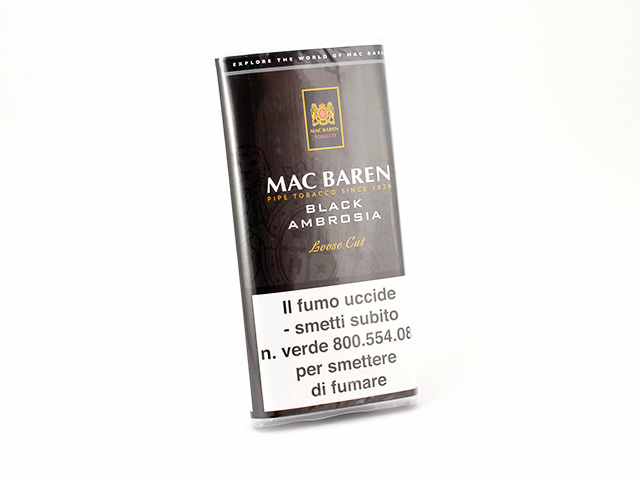 EXPLORE THE WORLD OF MAC BAR
MAC BAREN
TOBACCO
MAC BAREN
PIPE TOBACCO SINCE 1826
BLACK
AMBROSIA
Loose Cut
Il fumo uccide
- smetti subito
n. verde 800.554.08
per smettere
di fumare